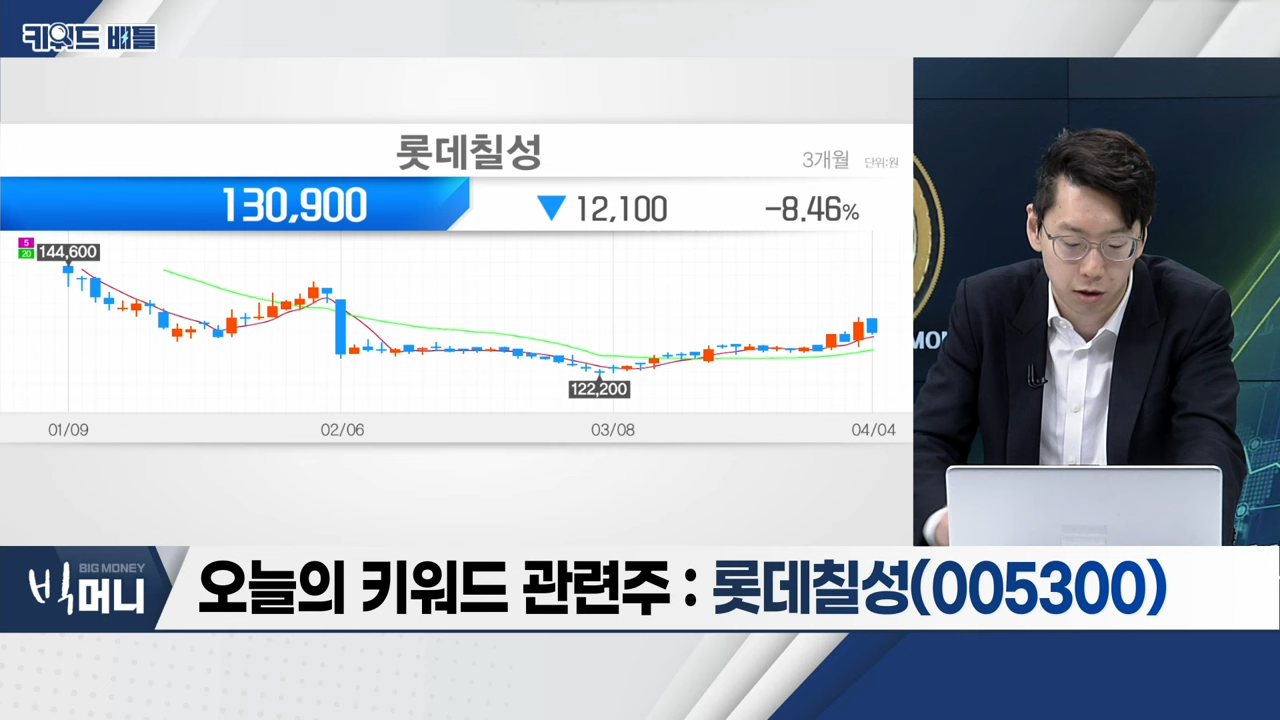 키워드 배틀
롯데칠성
3개월 단위:원
130,900 ▼ 12,100 -8.46%
5
20
144,600
122,200
01/09 02/06 03/08 04/04
MON
BIG MONEY
빅머니
오늘의 키워드 관련주 : 롯데칠성(005300)